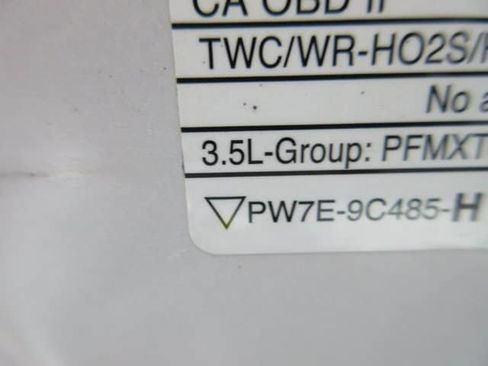 CA OBD II
TWC/WR-HO2S/
No a
3.5L-Group: PFMXT
▽PW7E-9C485-H